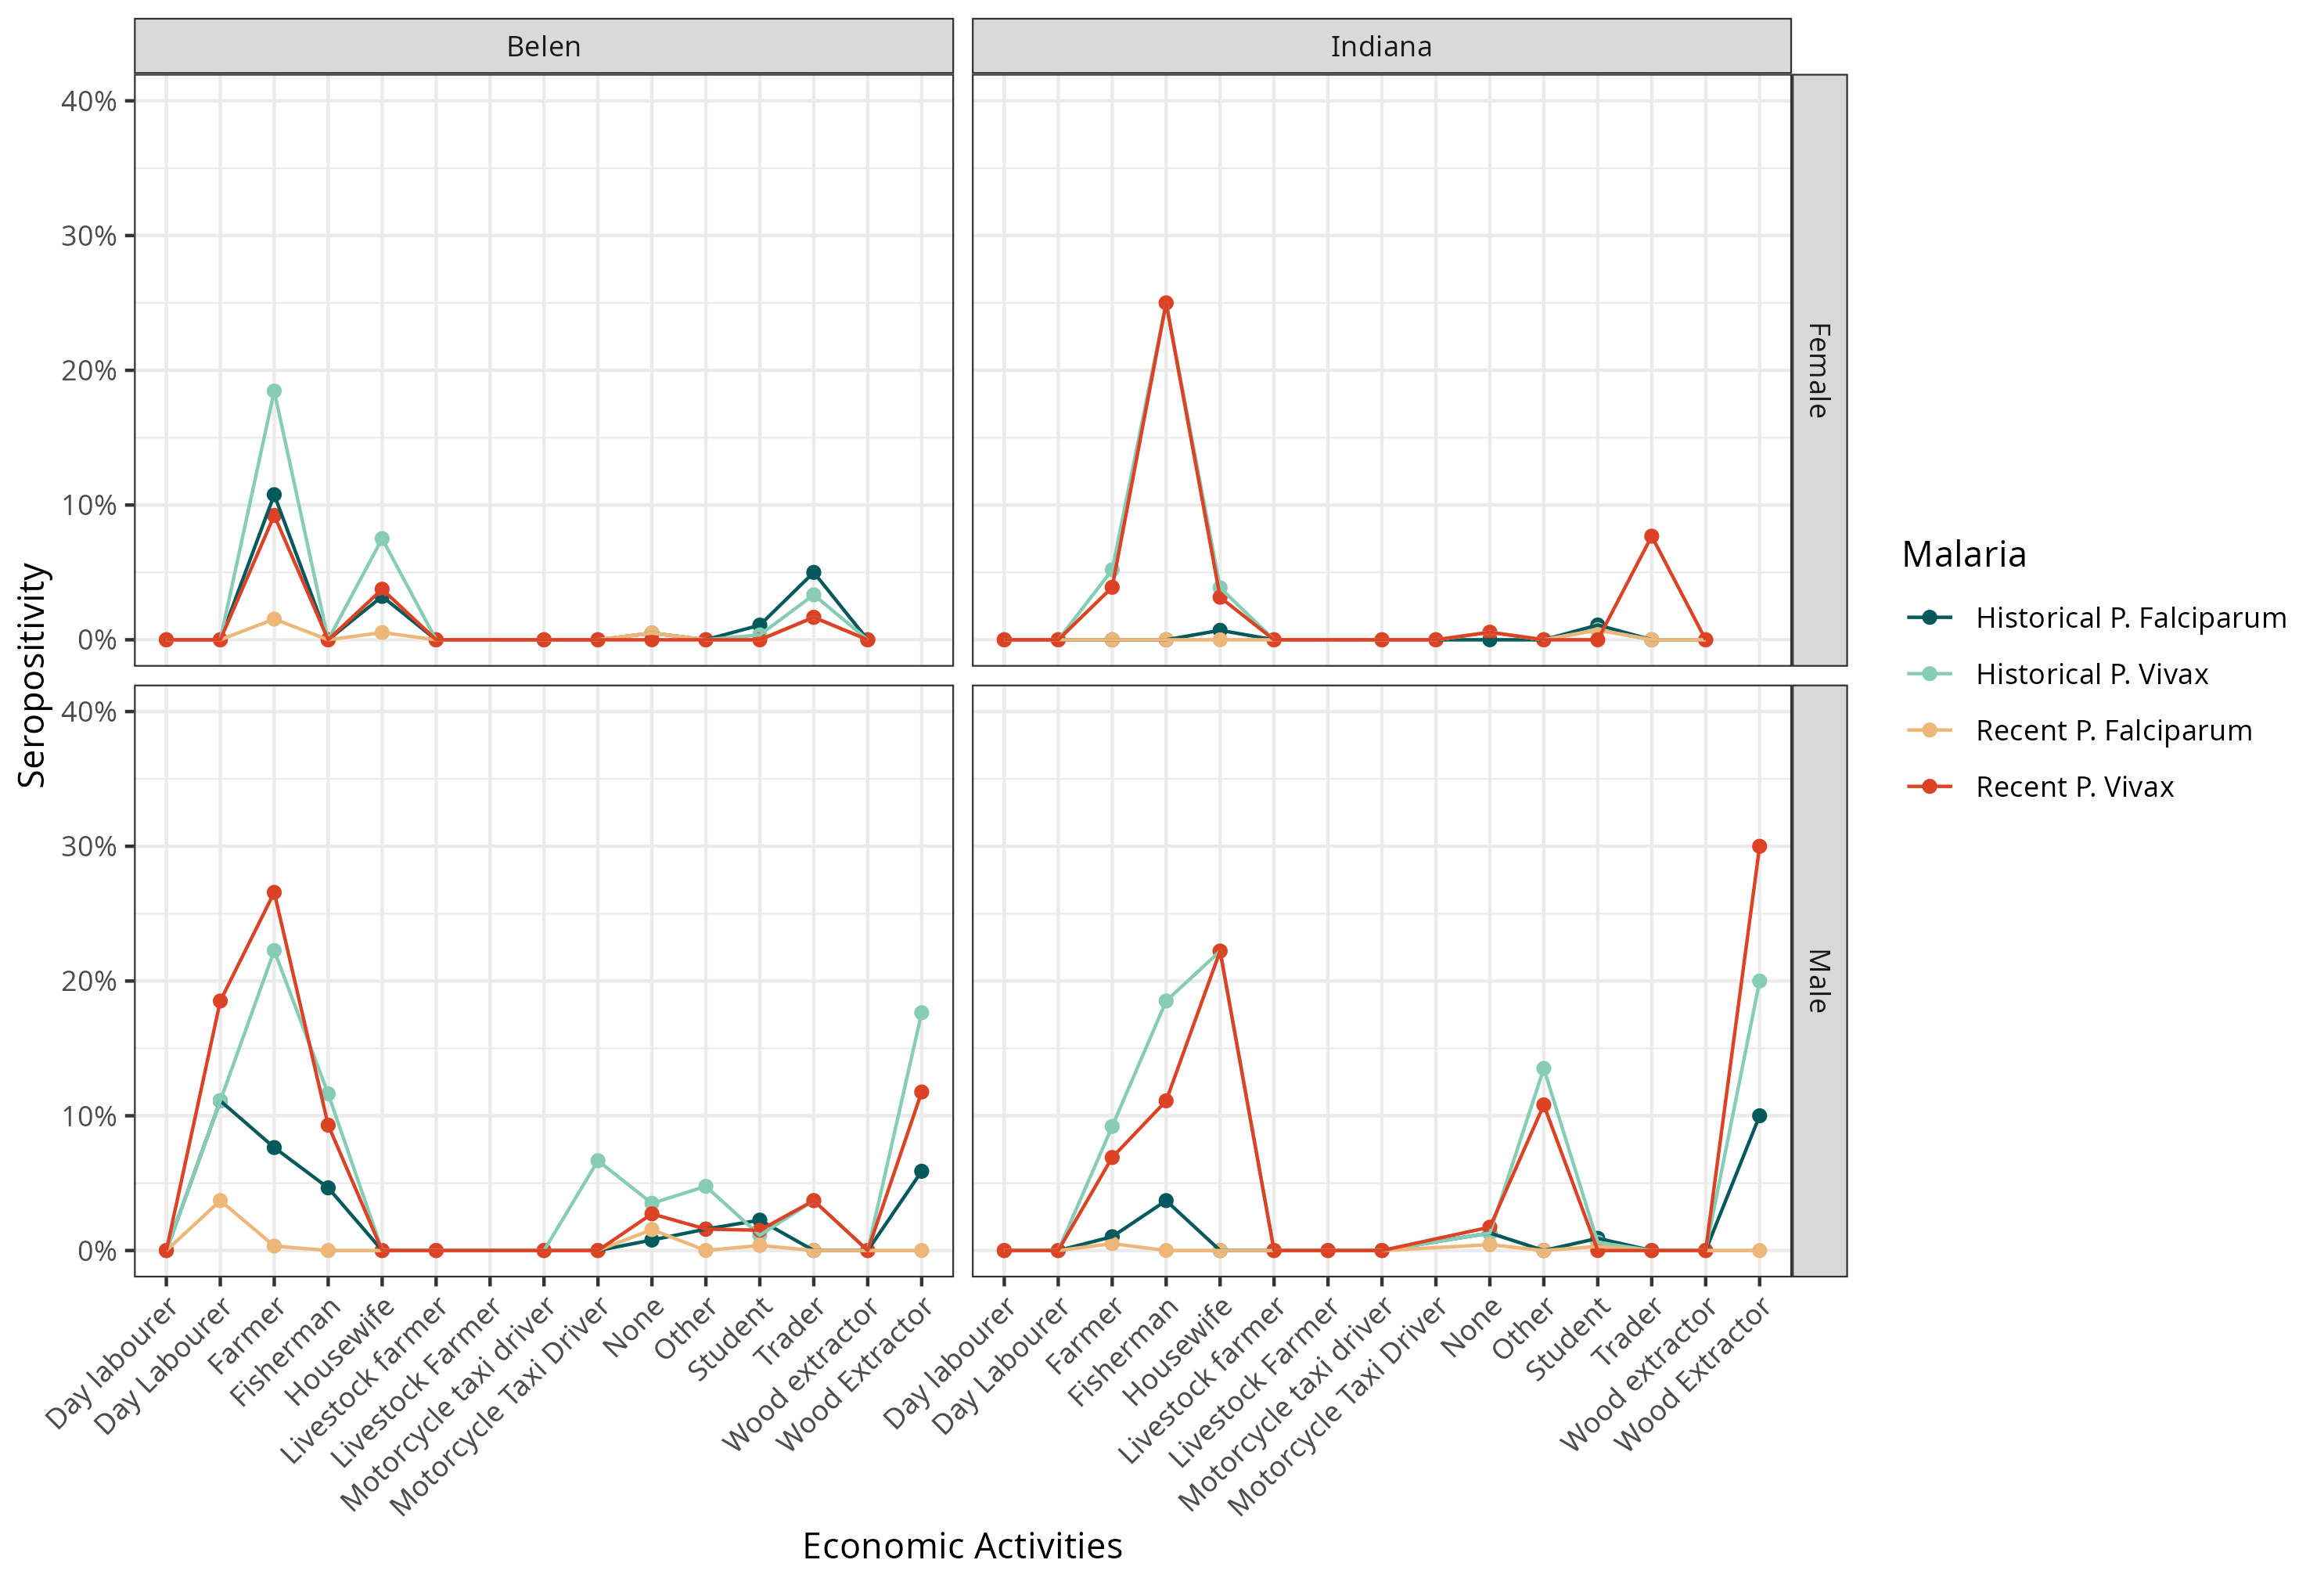 Belen
Indiana
40%
30%
20%
10%
0%
Female
40%
30%
20%
10%
0%
Male
Seropositivity
Day labourer
Day Labourer
Farmer
Fisherman
Housewife
Livestock farmer
Livestock Farmer
Motorcycle taxi driver
Motorcycle Taxi Driver
None
Other
Student
Trader
Wood extractor
Wood Extractor
Day labourer
Day Labourer
Farmer
Fisherman
Housewife
Livestock farmer
Livestock Farmer
Motorcycle taxi driver
Motorcycle Taxi Driver
None
Other
Student
Trader
Wood extractor
Wood Extractor
Economic Activities
Malaria
Historical P. Falciparum
Historical P. Vivax
Recent P. Falciparum
Recent P. Vivax